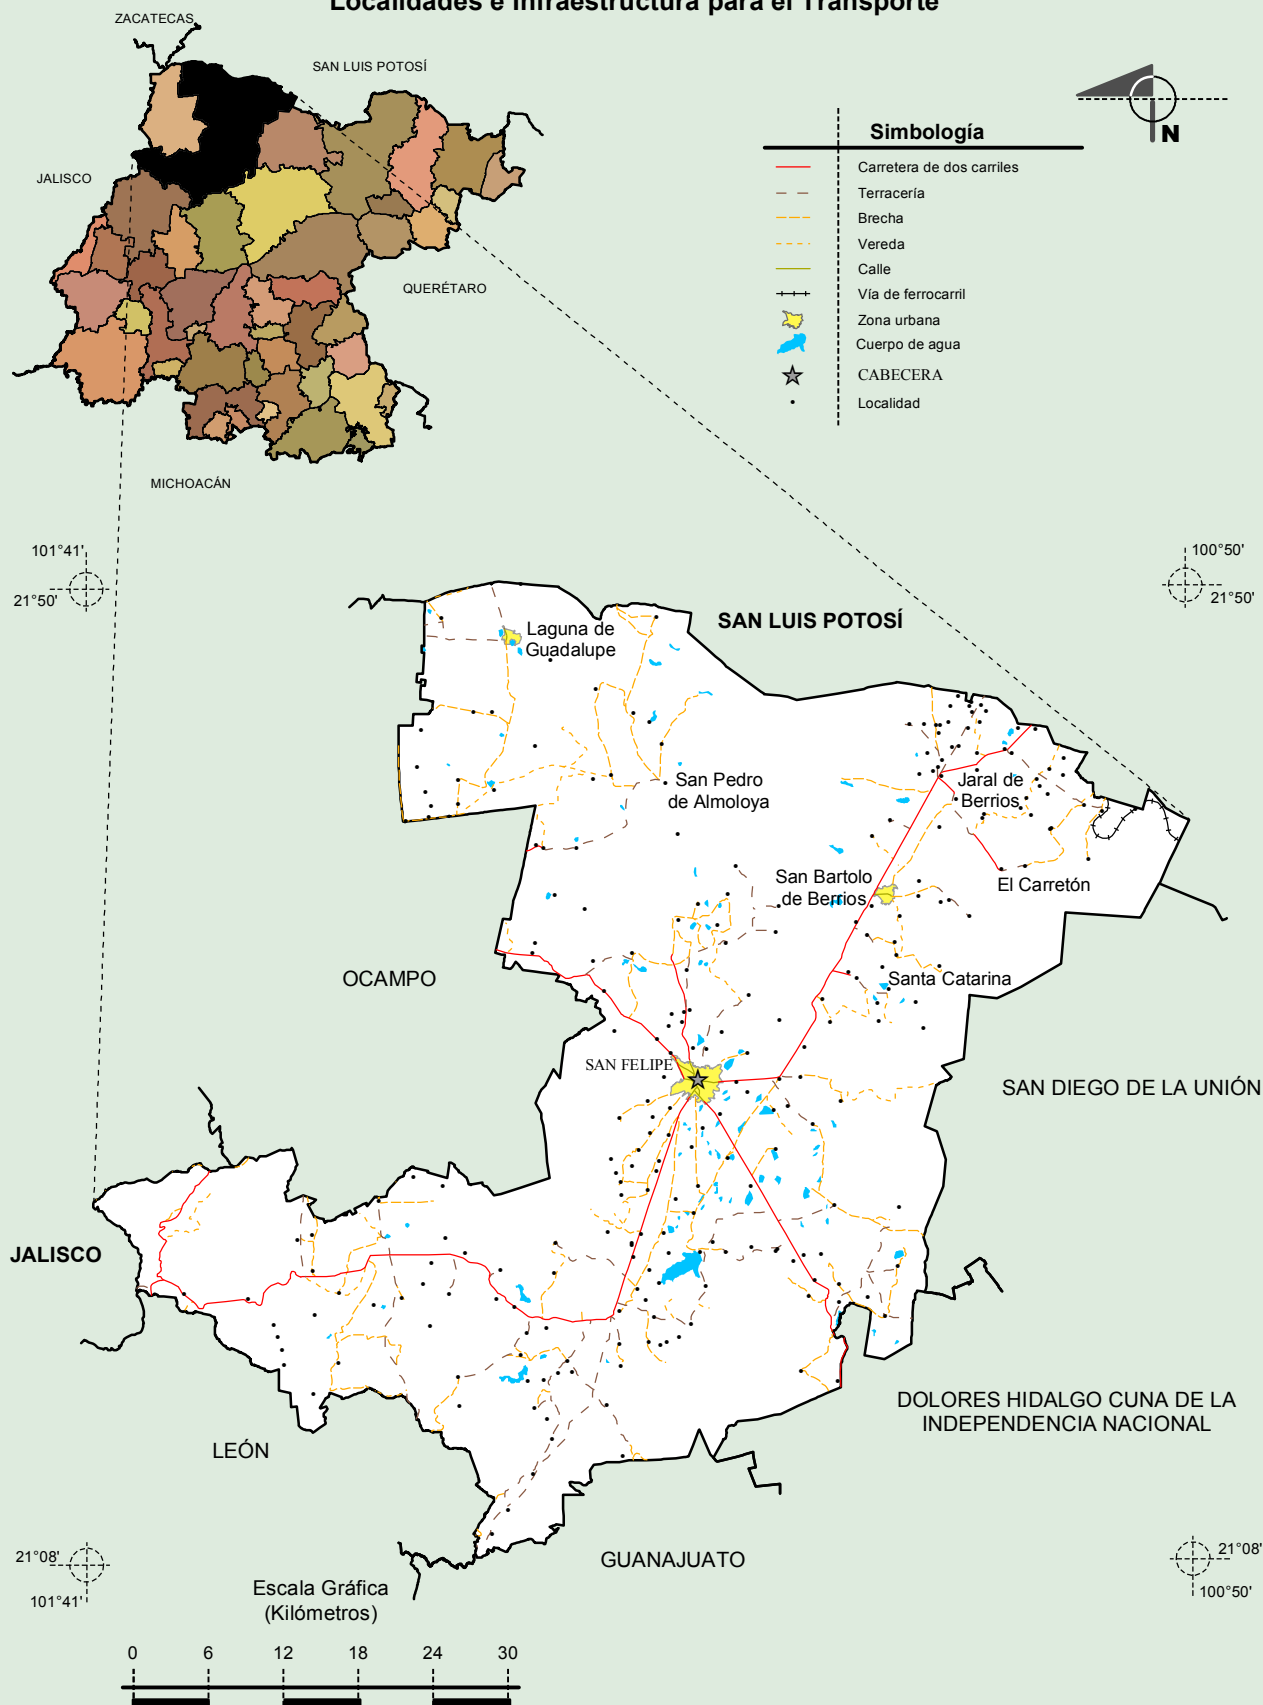 Localidades e Infraestructura para el Transporte
ZACATECAS
SAN LUIS POTOSÍ
JALISCO
QUERÉTARO
MICHOACÁN
N
Simbología
Carretera de dos carriles
Terracería
Brecha
Vereda
Calle
Vía de ferrocarril
Zona urbana
Cuerpo de agua
CABECERA
Localidad
101°41'
21°50'
100°50'
21°50'
SAN LUIS POTOSÍ
Laguna de
Guadalupe
San Pedro
de Almoloya
Jaral de
Berrios
San Bartolo
de Berrios
El Carretón
OCAMPO
Santa Catarina
SAN FELIPE
SAN DIEGO DE LA UNIÓN
JALISCO
DOLORES HIDALGO CUNA DE LA
INDEPENDENCIA NACIONAL
LEÓN
GUANAJUATO
21°08'
101°41'
21°08'
100°50'
Escala Gráfica
(Kilómetros)
0 6 12 18 24 30